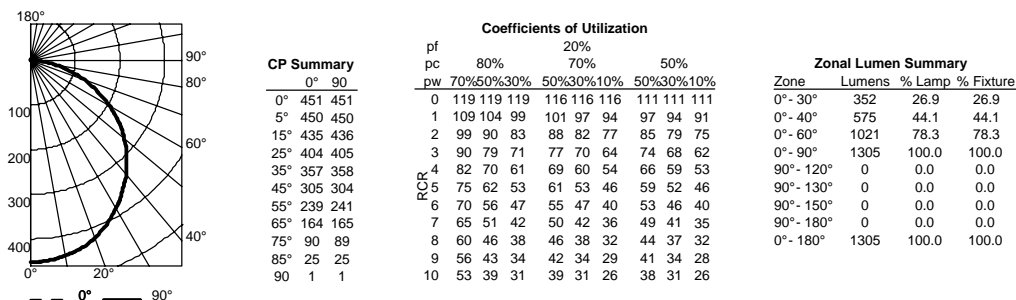 180°
90°
80°
100
60°
200
300
40°
400
0° 20°
0° 90°
CP Summary
0° 90
0° 451 451
5° 450 450
15° 435 436
25° 404 405
35° 357 358
45° 305 304
55° 239 241
65° 164 165
75° 90 89
85° 25 25
90 1 1
Coefficients of Utilization
pf 20%
pc 80% 70% 50%
pw 70%50%30% 50%30%10% 50%30%10%
RCR
0 119 119 119 116 116 116 111 111 111
1 109 104 99 101 97 94 97 94 91
2 99 90 83 88 82 77 85 79 75
3 90 79 71 77 70 64 74 68 62
4 82 70 61 69 60 54 66 59 53
5 75 62 53 61 53 46 59 52 46
6 70 56 47 55 47 40 53 46 40
7 65 51 42 50 42 36 49 41 35
8 60 46 38 46 38 32 44 37 32
9 56 43 34 42 34 29 41 34 28
10 53 39 31 39 31 26 38 31 26
Zonal Lumen Summary
Zone Lumens % Lamp % Fixture
0°- 30° 352 26.9 26.9
0°- 40° 575 44.1 44.1
0°- 60° 1021 78.3 78.3
0°- 90° 1305 100.0 100.0
90°- 120° 0 0.0 0.0
90°- 130° 0 0.0 0.0
90°- 150° 0 0.0 0.0
90°- 180° 0 0.0 0.0
0°- 180° 1305 100.0 100.0